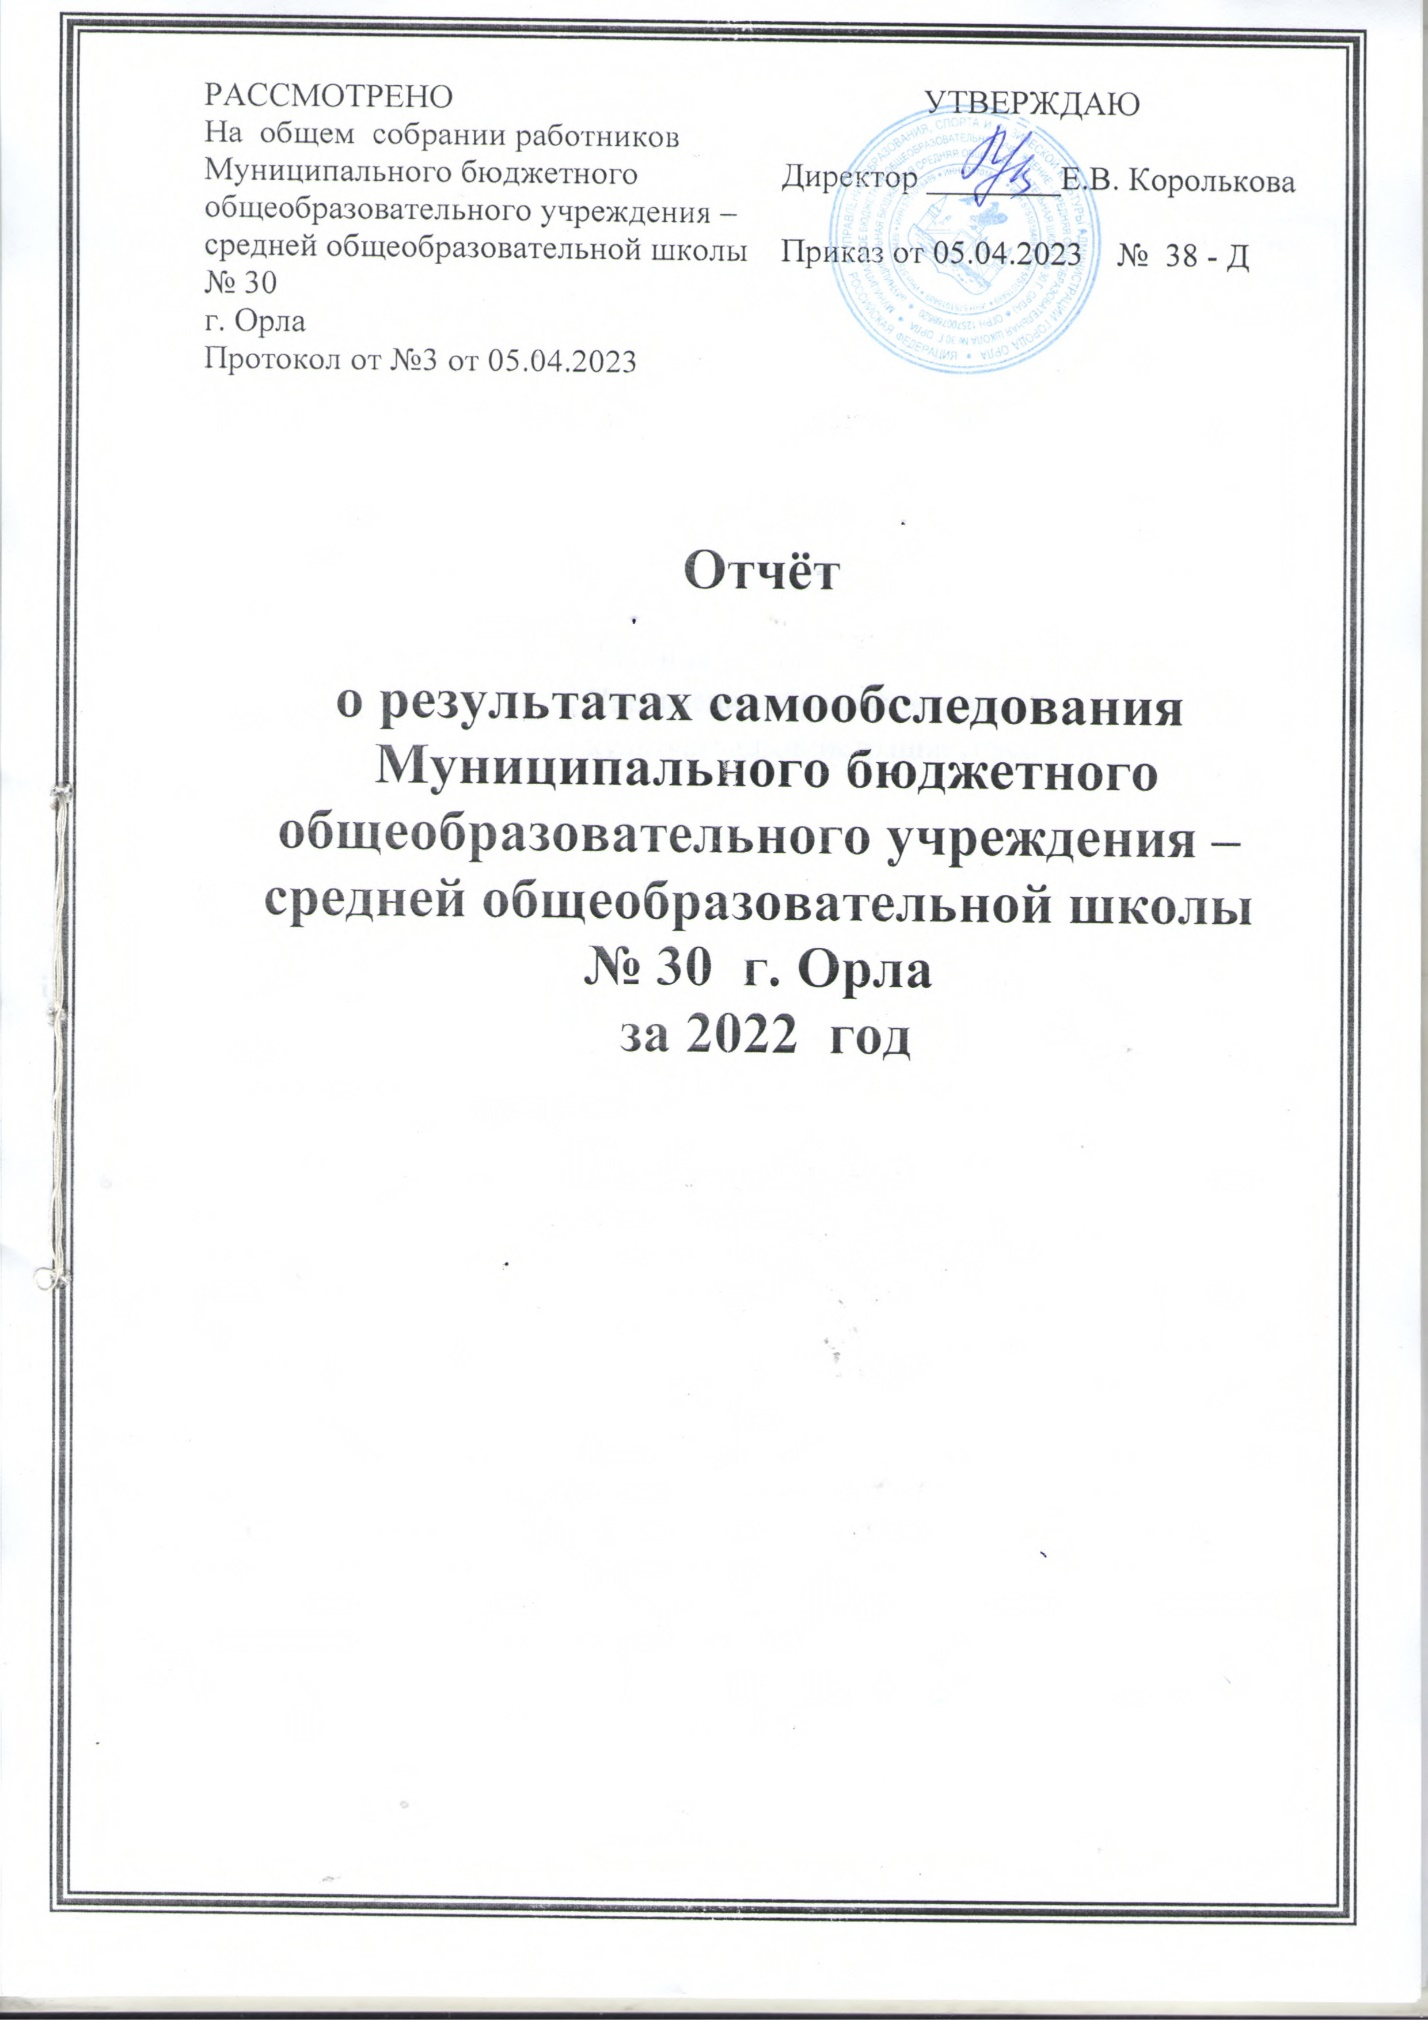 РАССМОТРЕНО
На общем собрании работников
Муниципального бюджетного
общеобразовательного учреждения –
средней общеобразовательной школы
№ 30
г. Орла
Протокол от №3 от 05.04.2023
УТВЕРЖДАЮ
Директор ________Е.В. Королькова
Приказ от 05.04.2023 № 38 - Д
Отчёт
о результатах самообследования
Муниципального бюджетного
общеобразовательного учреждения –
средней общеобразовательной школы
№ 30 г. Орла
за 2022 год